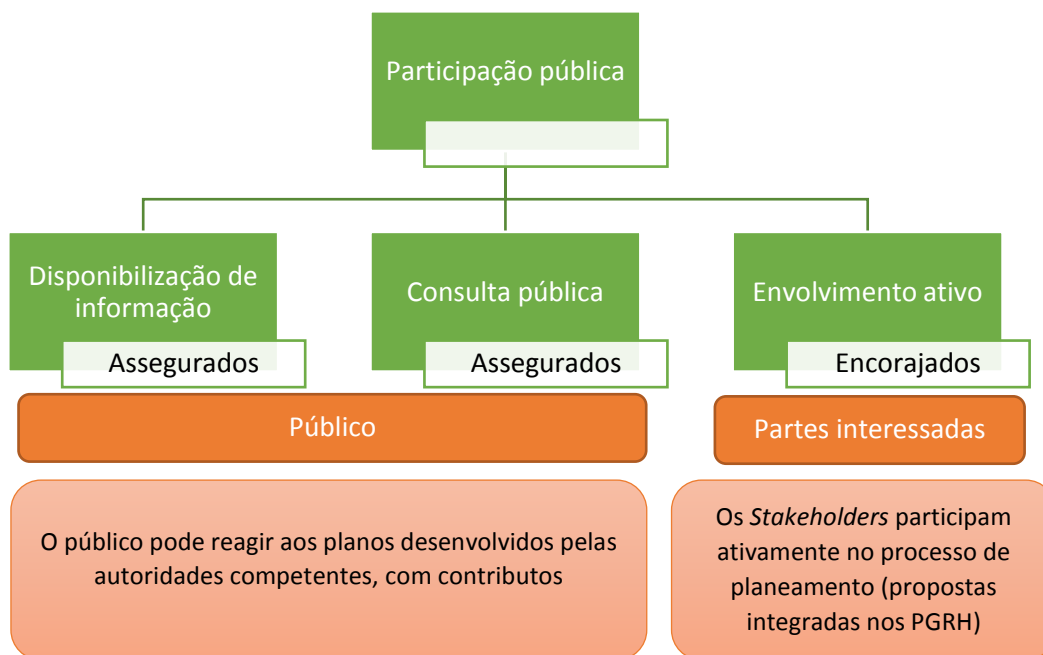 Participação pública
Disponibilização de
informação
Assegurados
Consulta pública
Assegurados
Envolvimento ativo
Encorajados
Público
Partes interessadas
O público pode reagir aos planos desenvolvidos pelas
autoridades competentes, com contributos
Os Stakeholders participam
ativamente no processo de
planeamento (propostas
integradas nos PGRH)